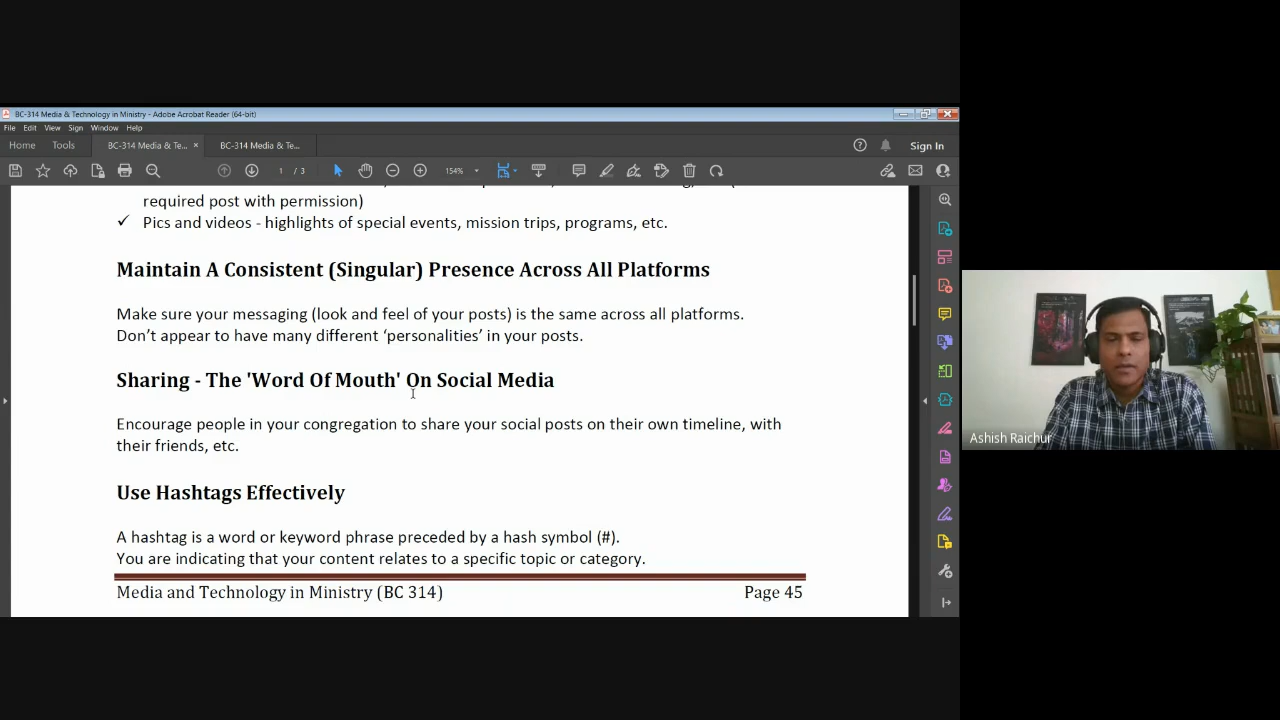 BC-314 Media & Technology in Ministry - Adobe Acrobat Reader (64-bit)
File Edit View Sign Window Help
Home Tools BC-314 Media & Te... × BC-314 Media & Te... Sign In
1 / 3 154%
required post with permission)
✓ Pics and videos - highlights of special events, mission trips, programs, etc.
Maintain A Consistent (Singular) Presence Across All Platforms
Make sure your messaging (look and feel of your posts) is the same across all platforms.
Don’t appear to have many different ‘personalities’ in your posts.
Sharing - The 'Word Of Mouth' On Social Media
Encourage people in your congregation to share your social posts on their own timeline, with
their friends, etc.
Use Hashtags Effectively
A hashtag is a word or keyword phrase preceded by a hash symbol (#).
You are indicating that your content relates to a specific topic or category.
Media and Technology in Ministry (BC 314) Page 45
Ashish Raichur